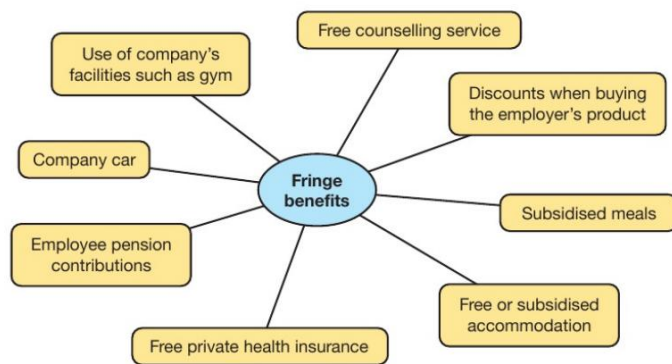 Free counselling service
Use of company's
facilities such as gym
Discounts when buying
the employer's product
Company car
Fringe
benefits
Subsidised meals
Employee pension
contributions
Free or subsidised
accommodation
Free private health insurance